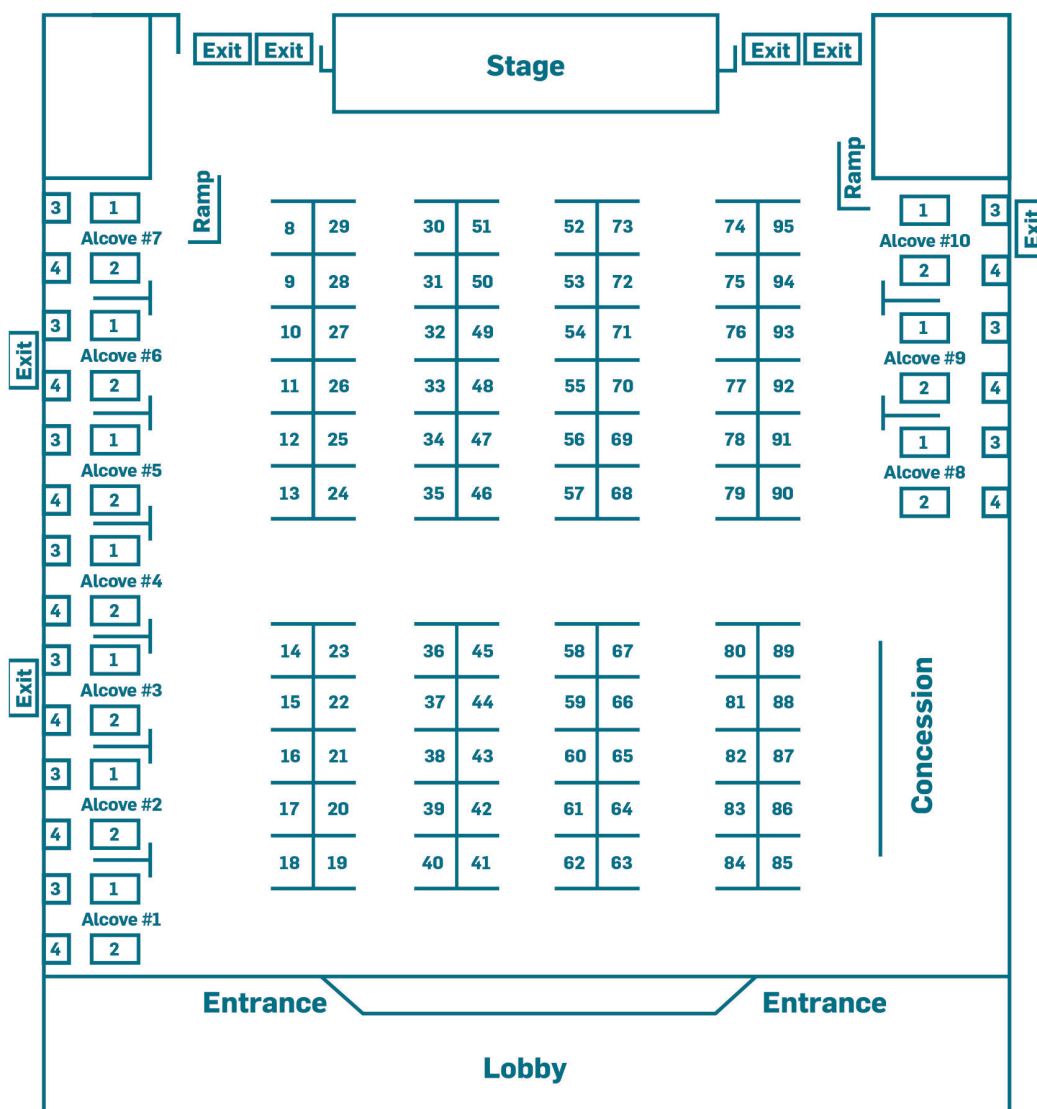 Exit Exit Stage Exit Exit
Ramp Ramp
3 1 8 29 30 51 52 73 74 95 1 3
Alcove #7 Alcove #10 Exit
4 2 9 28 31 50 53 72 75 94 2 4
3 1 10 27 32 49 54 71 76 93 1 3
Exit Alcove #6 Alcove #9
4 2 11 26 33 48 55 70 77 92 2 4
3 1 12 25 34 47 56 69 78 91 1 3
Alcove #5 Alcove #8
4 2 13 24 35 46 57 68 79 90 2 4
3 1
Alcove #4
4 2
3 1 14 23 36 45 58 67 80 89
Exit Alcove #3
4 2 15 22 37 44 59 66 81 88
Concession
3 1 16 21 38 43 60 65 82 87
Alcove #2 17 20 39 42 61 64 83 86
4 2
3 1 18 19 40 41 62 63 84 85
Alcove #1
4 2
Entrance Entrance
Lobby